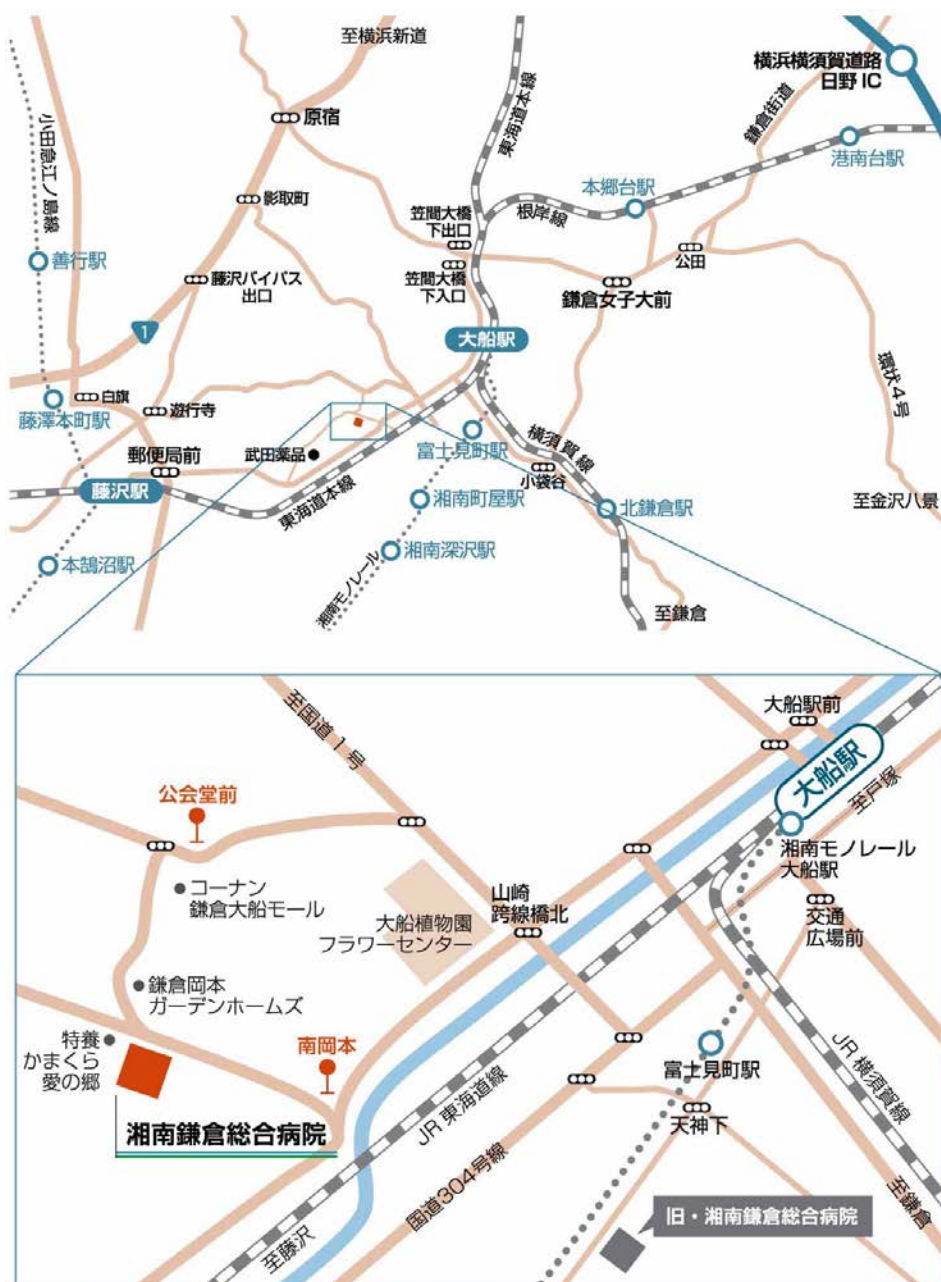 至横浜新道
横浜横須賀道路
日野 IC
原宿
東海道本線
鎌倉街道
小田急江ノ島線
港南台駅
影取町
本郷台駅
笠間大橋
下出口
根岸線
善行駅
公田
藤沢バイパス
出口
笠間大橋
下入口
鎌倉女子大前
1
大船駅
環状4号
白旗
藤澤本町駅
遊行寺
横須賀線
富士見町駅
郵便局前
武田薬品
小袋谷
藤沢駅
東海道本線
湘南町屋駅
北鎌倉駅
至金沢八景
湘南深沢駅
本鵠沼駅
湘南モノレール
至鎌倉
至国道1号
大船駅前
大船駅
至戸塚
公会堂前
湘南モノレール
大船駅
コーナン
鎌倉大船モール
山崎
跨線橋北
大船植物園
フラワーセンター
交通
広場前
鎌倉岡本
ガーデンホームズ
特養
かまくら
愛の郷
南岡本
富士見町駅
JR 横須賀線
JR 東海道線
天神下
湘南鎌倉総合病院
国道304号線
至鎌倉
旧・湘南鎌倉総合病院
至藤沢